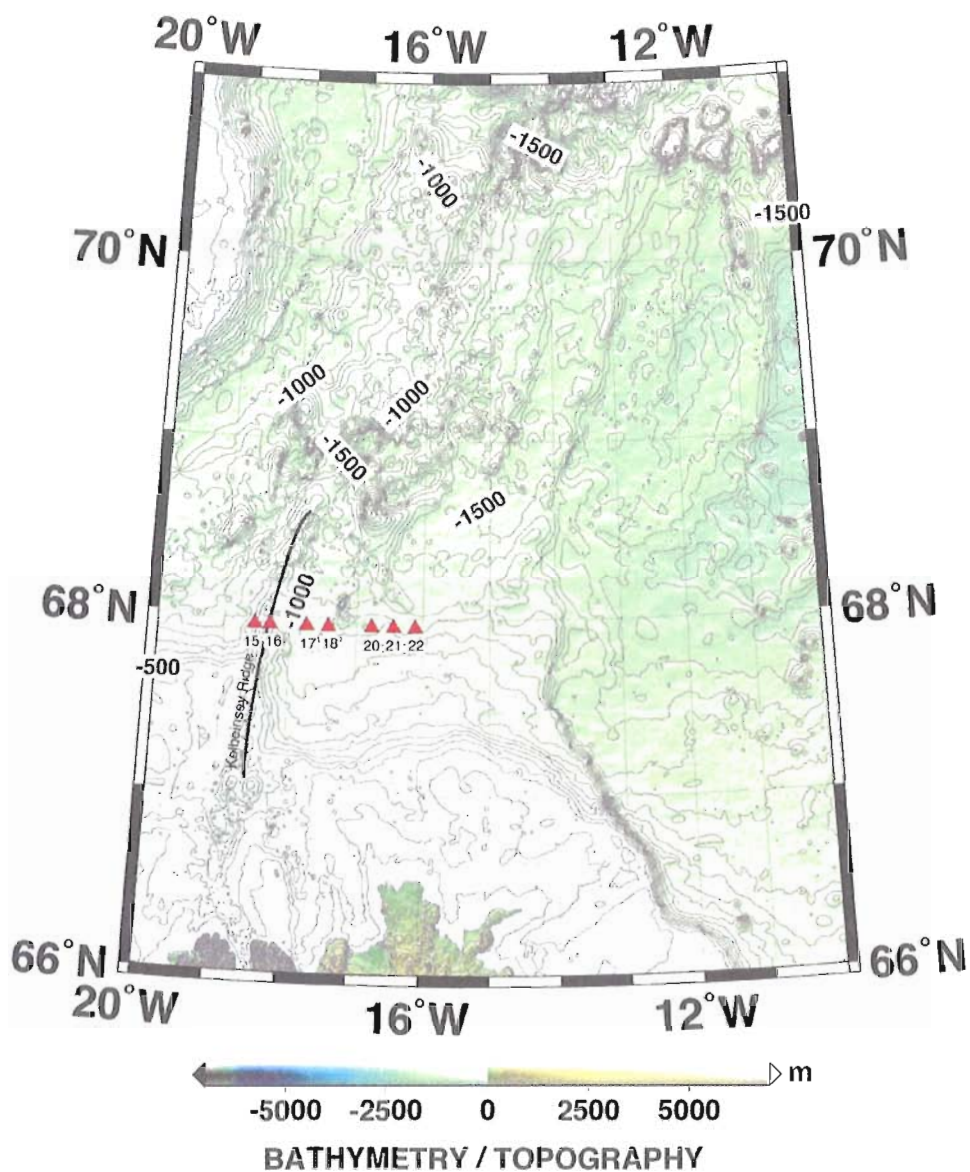 20°W 16°W 12°W
-1500
-1000
-1500
70°N 70°N
-1000
-1000
-1500
-1500
68°N 68°N
-1000
15 16 17 18 20 21 22
-500
Kolbeinsey Ridge
66°N 66°N
20°W 16°W 12°W
m
-5000 -2500 0 2500 5000
BATHYMETRY / TOPOGRAPHY